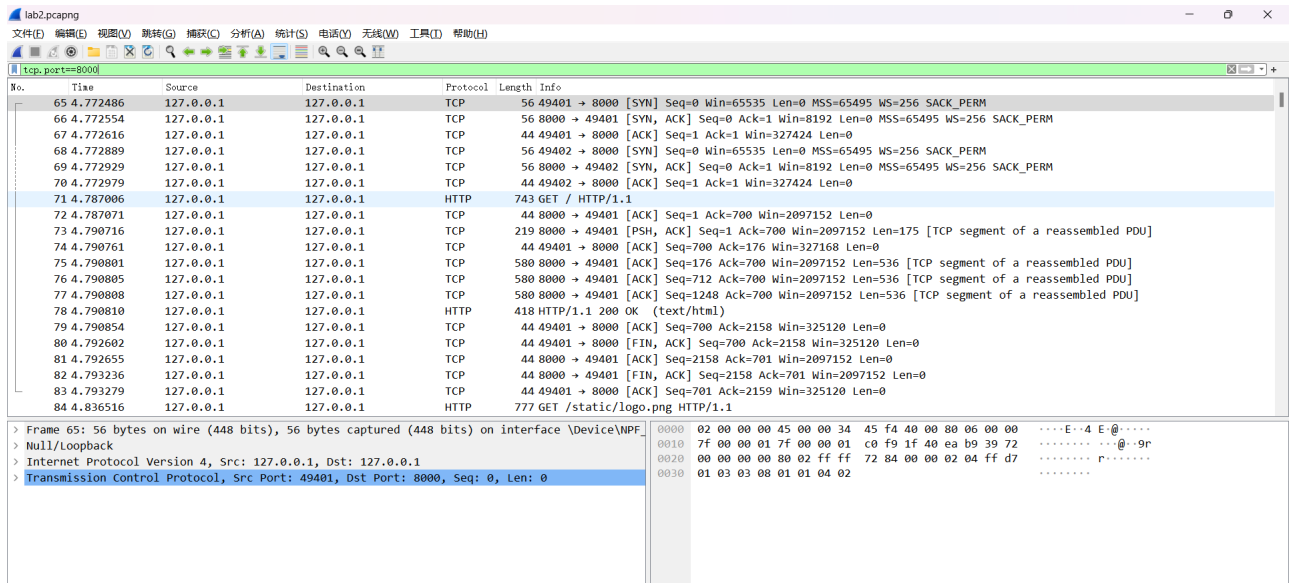 lab2.pcapng
文件(F) 编辑(E) 视图(V) 跳转(G) 捕获(C) 分析(A) 统计(S) 电话(Y) 无线(W) 工具(T) 帮助(H)
tcp.port==8000
No. Time Source Destination Protocol Length Info
65 4.772486 127.0.0.1 127.0.0.1 TCP 56 49401 → 8000 [SYN] Seq=0 Win=65535 Len=0 MSS=65495 WS=256 SACK_PERM
66 4.772554 127.0.0.1 127.0.0.1 TCP 56 8000 → 49401 [SYN, ACK] Seq=0 Ack=1 Win=8192 Len=0 MSS=65495 WS=256 SACK_PERM
67 4.772616 127.0.0.1 127.0.0.1 TCP 44 49401 → 8000 [ACK] Seq=1 Ack=1 Win=327424 Len=0
68 4.772889 127.0.0.1 127.0.0.1 TCP 56 49402 → 8000 [SYN] Seq=0 Win=65535 Len=0 MSS=65495 WS=256 SACK_PERM
69 4.772929 127.0.0.1 127.0.0.1 TCP 56 8000 → 49402 [SYN, ACK] Seq=0 Ack=1 Win=8192 Len=0 MSS=65495 WS=256 SACK_PERM
70 4.772979 127.0.0.1 127.0.0.1 TCP 44 49402 → 8000 [ACK] Seq=1 Ack=1 Win=327424 Len=0
71 4.787006 127.0.0.1 127.0.0.1 HTTP 743 GET / HTTP/1.1
72 4.787071 127.0.0.1 127.0.0.1 TCP 44 8000 → 49401 [ACK] Seq=1 Ack=700 Win=2097152 Len=0
73 4.790716 127.0.0.1 127.0.0.1 TCP 219 8000 → 49401 [PSH, ACK] Seq=1 Ack=700 Win=2097152 Len=175 [TCP segment of a reassembled PDU]
74 4.790761 127.0.0.1 127.0.0.1 TCP 44 49401 → 8000 [ACK] Seq=700 Ack=176 Win=327168 Len=0
75 4.790801 127.0.0.1 127.0.0.1 TCP 580 8000 → 49401 [ACK] Seq=176 Ack=700 Win=2097152 Len=536 [TCP segment of a reassembled PDU]
76 4.790805 127.0.0.1 127.0.0.1 TCP 580 8000 → 49401 [ACK] Seq=712 Ack=700 Win=2097152 Len=536 [TCP segment of a reassembled PDU]
77 4.790808 127.0.0.1 127.0.0.1 TCP 580 8000 → 49401 [ACK] Seq=1248 Ack=700 Win=2097152 Len=536 [TCP segment of a reassembled PDU]
78 4.790810 127.0.0.1 127.0.0.1 HTTP 418 HTTP/1.1 200 OK (text/html)
79 4.790854 127.0.0.1 127.0.0.1 TCP 44 49401 → 8000 [ACK] Seq=700 Ack=2158 Win=325120 Len=0
80 4.792602 127.0.0.1 127.0.0.1 TCP 44 49401 → 8000 [FIN, ACK] Seq=700 Ack=2158 Win=325120 Len=0
81 4.792655 127.0.0.1 127.0.0.1 TCP 44 8000 → 49401 [ACK] Seq=2158 Ack=701 Win=2097152 Len=0
82 4.793236 127.0.0.1 127.0.0.1 TCP 44 8000 → 49401 [FIN, ACK] Seq=2158 Ack=701 Win=2097152 Len=0
83 4.793279 127.0.0.1 127.0.0.1 TCP 44 49401 → 8000 [ACK] Seq=701 Ack=2159 Win=325120 Len=0
84 4.836516 127.0.0.1 127.0.0.1 HTTP 777 GET /static/logo.png HTTP/1.1
> Frame 65: 56 bytes on wire (448 bits), 56 bytes captured (448 bits) on interface \Device\NPF_
> Null/Loopback
> Internet Protocol Version 4, Src: 127.0.0.1, Dst: 127.0.0.1
> Transmission Control Protocol, Src Port: 49401, Dst Port: 8000, Seq: 0, Len: 0
0000 02 00 00 00 45 00 00 34 45 f4 40 00 80 06 00 00 ····E··4 E·@·····
0010 7f 00 00 01 7f 00 00 01 c0 f9 1f 40 ea b9 39 72 ········ ···@··9r
0020 00 00 00 00 80 02 ff ff 72 84 00 00 02 04 ff d7 ········ r·······
0030 01 03 03 08 01 01 04 02 ········